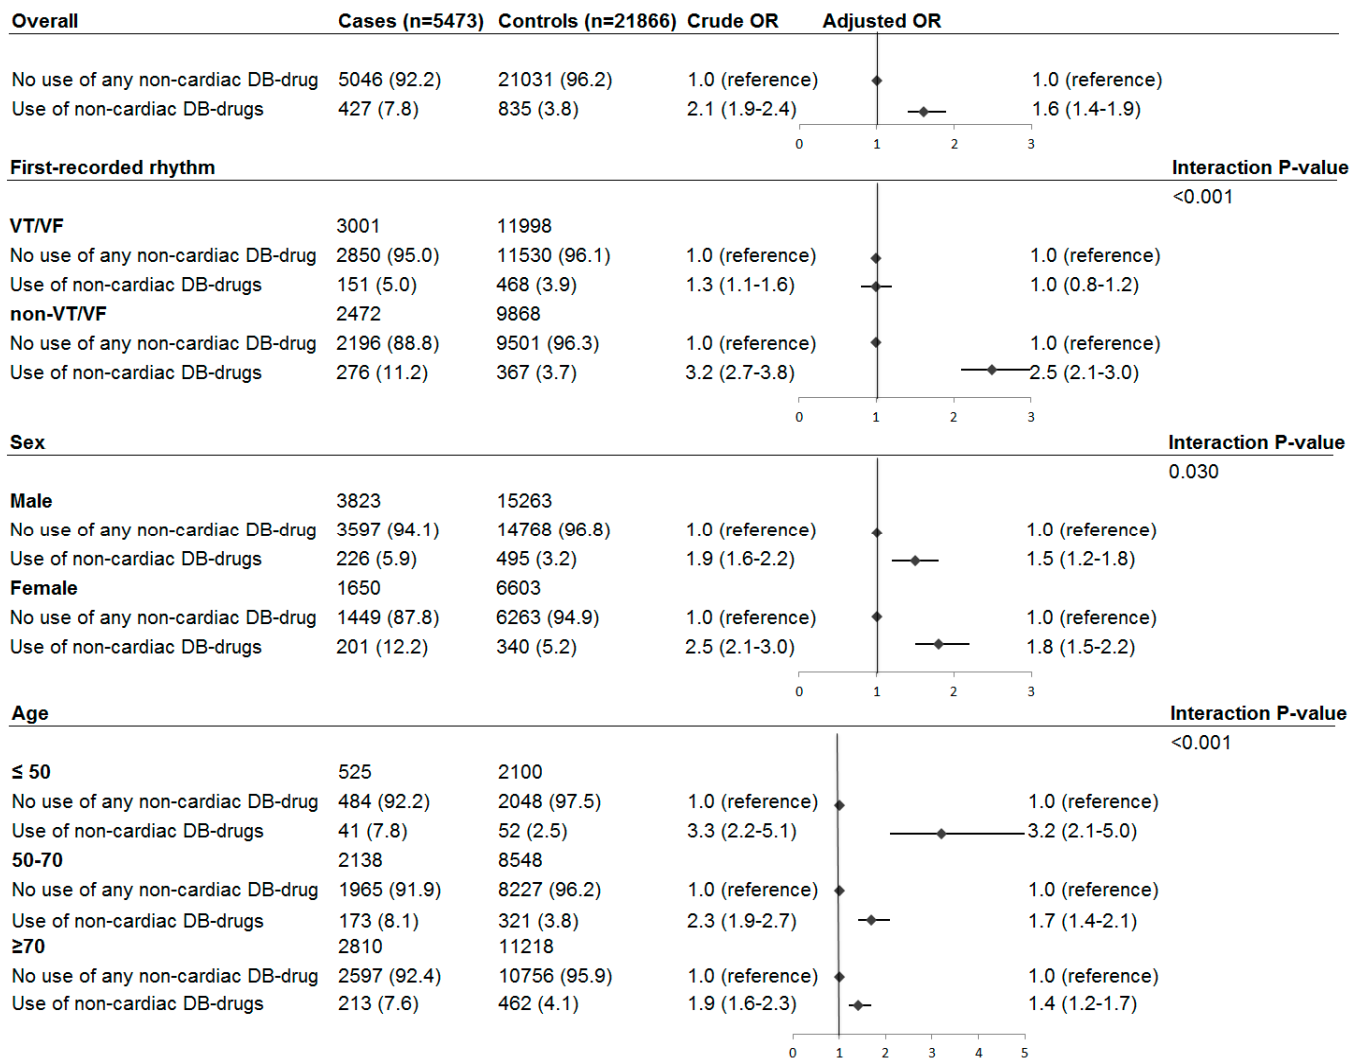 Overall Cases (n=5473) Controls (n=21866) Crude OR Adjusted OR
No use of any non-cardiac DB-drug 5046 (92.2) 21031 (96.2) 1.0 (reference) 1.0 (reference)
Use of non-cardiac DB-drugs 427 (7.8) 835 (3.8) 2.1 (1.9-2.4) 1.6 (1.4-1.9)
0 1 2 3
First-recorded rhythm Interaction P-value
<0.001
VT/VF 3001 11998
No use of any non-cardiac DB-drug 2850 (95.0) 11530 (96.1) 1.0 (reference) 1.0 (reference)
Use of non-cardiac DB-drugs 151 (5.0) 468 (3.9) 1.3 (1.1-1.6) 1.0 (0.8-1.2)
non-VT/VF 2472 9868
No use of any non-cardiac DB-drug 2196 (88.8) 9501 (96.3) 1.0 (reference) 1.0 (reference)
Use of non-cardiac DB-drugs 276 (11.2) 367 (3.7) 3.2 (2.7-3.8) 2.5 (2.1-3.0)
0 1 2 3
Sex Interaction P-value
0.030
Male 3823 15263
No use of any non-cardiac DB-drug 3597 (94.1) 14768 (96.8) 1.0 (reference) 1.0 (reference)
Use of non-cardiac DB-drugs 226 (5.9) 495 (3.2) 1.9 (1.6-2.2) 1.5 (1.2-1.8)
Female 1650 6603
No use of any non-cardiac DB-drug 1449 (87.8) 6263 (94.9) 1.0 (reference) 1.0 (reference)
Use of non-cardiac DB-drugs 201 (12.2) 340 (5.2) 2.5 (2.1-3.0) 1.8 (1.5-2.2)
0 1 2 3
Age Interaction P-value
<0.001
≤ 50 525 2100
No use of any non-cardiac DB-drug 484 (92.2) 2048 (97.5) 1.0 (reference) 1.0 (reference)
Use of non-cardiac DB-drugs 41 (7.8) 52 (2.5) 3.3 (2.2-5.1) 3.2 (2.1-5.0)
50-70 2138 8548
No use of any non-cardiac DB-drug 1965 (91.9) 8227 (96.2) 1.0 (reference) 1.0 (reference)
Use of non-cardiac DB-drugs 173 (8.1) 321 (3.8) 2.3 (1.9-2.7) 1.7 (1.4-2.1)
≥70 2810 11218
No use of any non-cardiac DB-drug 2597 (92.4) 10756 (95.9) 1.0 (reference) 1.0 (reference)
Use of non-cardiac DB-drugs 213 (7.6) 462 (4.1) 1.9 (1.6-2.3) 1.4 (1.2-1.7)
0 1 2 3 4 5